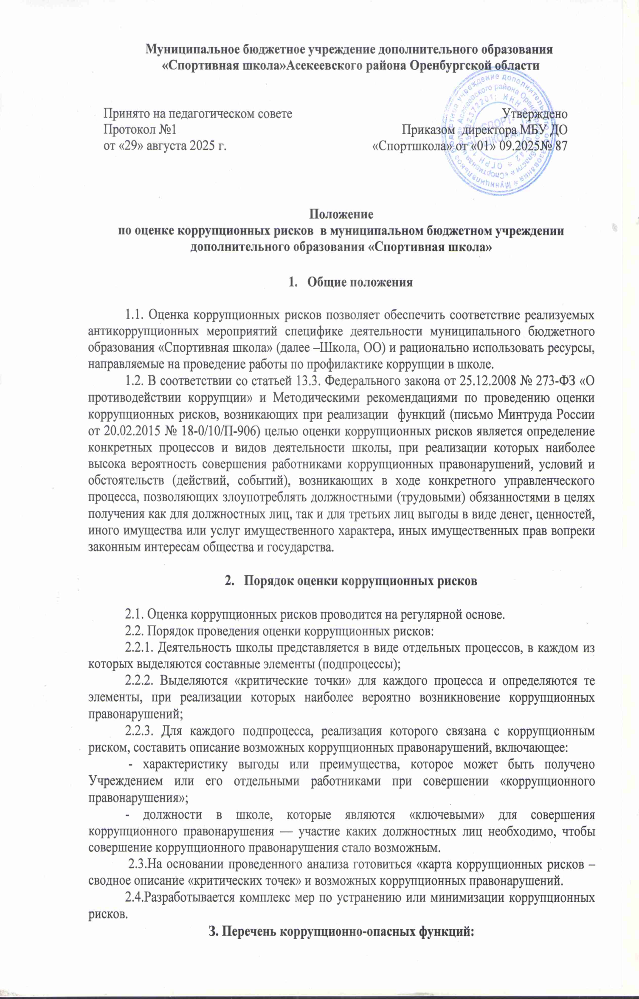 Муниципальное бюджетное учреждение дополнительного образования
«Спортивная школа»Асекеевского района Оренбургской области
Принято на педагогическом совете
Протокол №1
от «29» августа 2025 г.
Утверждено
Приказом директора МБУ ДО
«Спортшкола» от «01» 09.2025№ 87
Положение
по оценке коррупционных рисков в муниципальном бюджетном учреждении
дополнительного образования «Спортивная школа»
1. Общие положения
1.1. Оценка коррупционных рисков позволяет обеспечить соответствие реализуемых
антикоррупционных мероприятий специфике деятельности муниципального бюджетного
образования «Спортивная школа» (далее –Школа, ОО) и рационально использовать ресурсы,
направляемые на проведение работы по профилактике коррупции в школе.
1.2. В соответствии со статьей 13.3. Федерального закона от 25.12.2008 № 273-ФЗ «О
противодействии коррупции» и Методическими рекомендациями по проведению оценки
коррупционных рисков, возникающих при реализации функций (письмо Минтруда России
от 20.02.2015 № 18-0/10/П-906) целью оценки коррупционных рисков является определение
конкретных процессов и видов деятельности школы, при реализации которых наиболее
высока вероятность совершения работниками коррупционных правонарушений, условий и
обстоятельств (действий, событий), возникающих в ходе конкретного управленческого
процесса, позволяющих злоупотреблять должностными (трудовыми) обязанностями в целях
получения как для должностных лиц, так и для третьих лиц выгоды в виде денег, ценностей,
иного имущества или услуг имущественного характера, иных имущественных прав вопреки
законным интересам общества и государства.
2. Порядок оценки коррупционных рисков
2.1. Оценка коррупционных рисков проводится на регулярной основе.
2.2. Порядок проведения оценки коррупционных рисков:
2.2.1. Деятельность школы представляется в виде отдельных процессов, в каждом из
которых выделяются составные элементы (подпроцессы);
2.2.2. Выделяются «критические точки» для каждого процесса и определяются те
элементы, при реализации которых наиболее вероятно возникновение коррупционных
правонарушений;
2.2.3. Для каждого подпроцесса, реализация которого связана с коррупционным
риском, составить описание возможных коррупционных правонарушений, включающее:
- характеристику выгоды или преимущества, которое может быть получено
Учреждением или его отдельными работниками при совершении «коррупционного
правонарушения»;
- должности в школе, которые являются «ключевыми» для совершения
коррупционного правонарушения — участие каких должностных лиц необходимо, чтобы
совершение коррупционного правонарушения стало возможным.
2.3.На основании проведенного анализа готовиться «карта коррупционных рисков –
сводное описание «критических точек» и возможных коррупционных правонарушений.
2.4.Разработывается комплекс мер по устранению или минимизации коррупционных
рисков.
3. Перечень коррупционно-опасных функций: